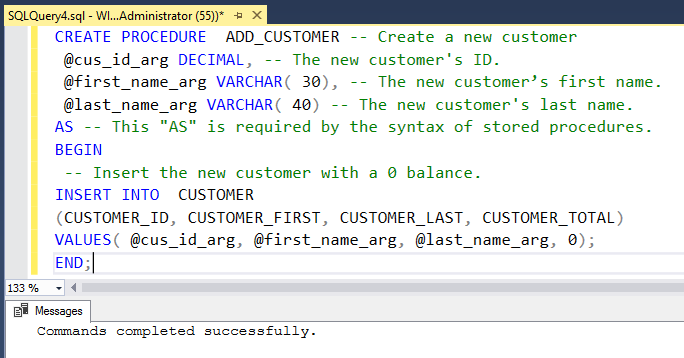 SQLQuery4.sql - WI...Administrator (55))*
CREATE PROCEDURE  ADD_CUSTOMER -- Create a new customer
@cus_id_arg DECIMAL, -- The new customer's ID.
@first_name_arg VARCHAR( 30), -- The new customer’s first name.
@last_name_arg VARCHAR( 40) -- The new customer's last name.
AS -- This "AS" is required by the syntax of stored procedures.
BEGIN
-- Insert the new customer with a 0 balance.
INSERT INTO  CUSTOMER
(CUSTOMER_ID, CUSTOMER_FIRST, CUSTOMER_LAST, CUSTOMER_TOTAL)
VALUES( @cus_id_arg, @first_name_arg, @last_name_arg, 0);
END;
133 %
Messages
Commands completed successfully.